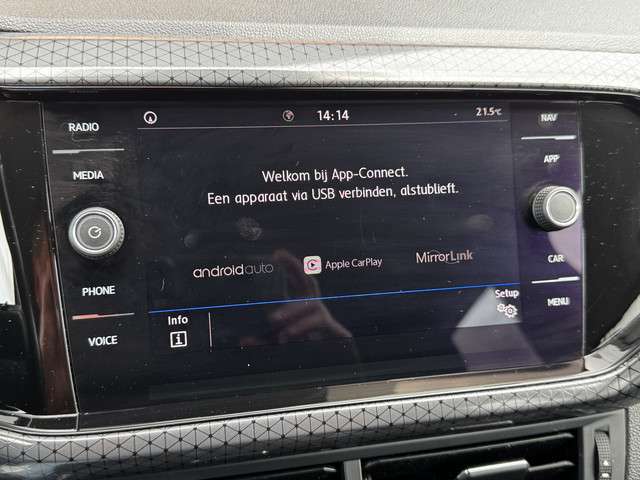 14:14
21.5°C
RADIO
MEDIA
PHONE
VOICE
NAV
APP
CAR
MENU
Welkom bij App-Connect.
Een apparaat via USB verbinden, alstublieft.
androidauto
Apple CarPlay
MirrorLink
Info
Setup